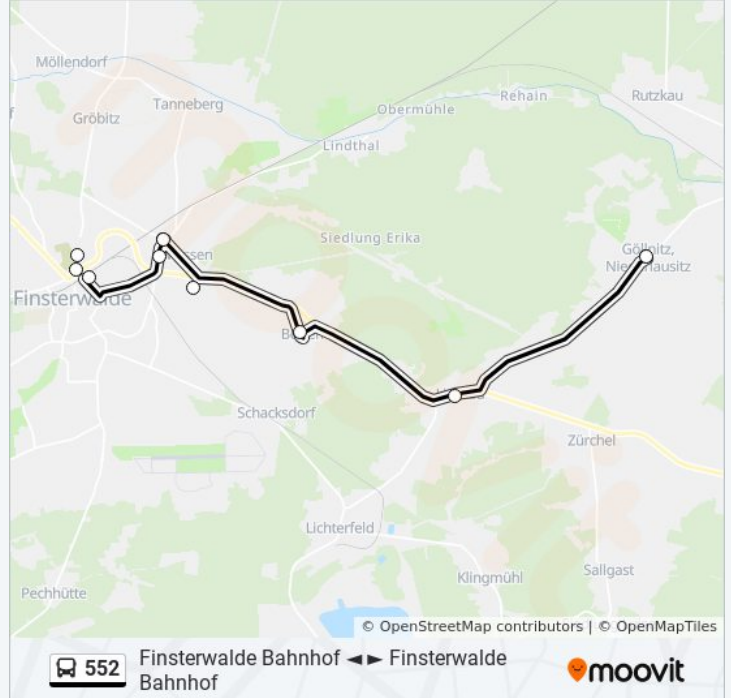 Möllendorf
Tanneberg
Gröbitz
Obermühle
Rehain
Rutzkau
Lindthal
Siedlung Erika
Göllnitz,
Finsterwalde
Schacksdorf
Zürchel
Lichterfeld
Klingmühl
Sallgast
Pechhütte
© OpenStreetMap contributors | © OpenMapTiles
552
Finsterwalde Bahnhof ◄ ► Finsterwalde
Bahnhof
moovit